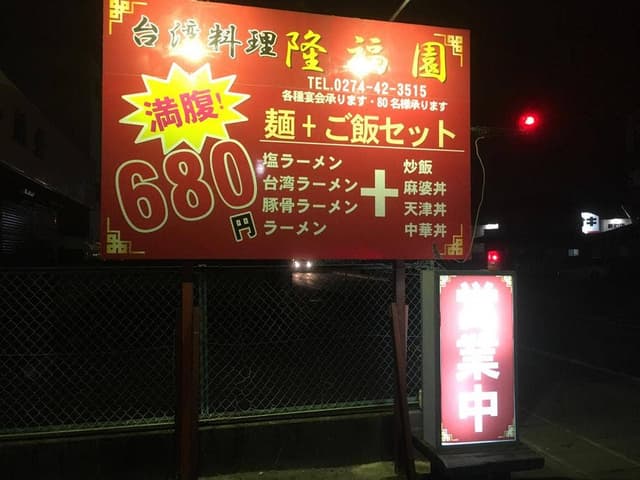 台湾料理 隆福園
TEL.0274-42-3515
各種宴会承ります・80名様承ります
満腹!
麺+ご飯セット
680円
塩ラーメン
台湾ラーメン
豚骨ラーメン
ラーメン
+
炒飯
麻婆丼
天津丼
中華丼
営業中